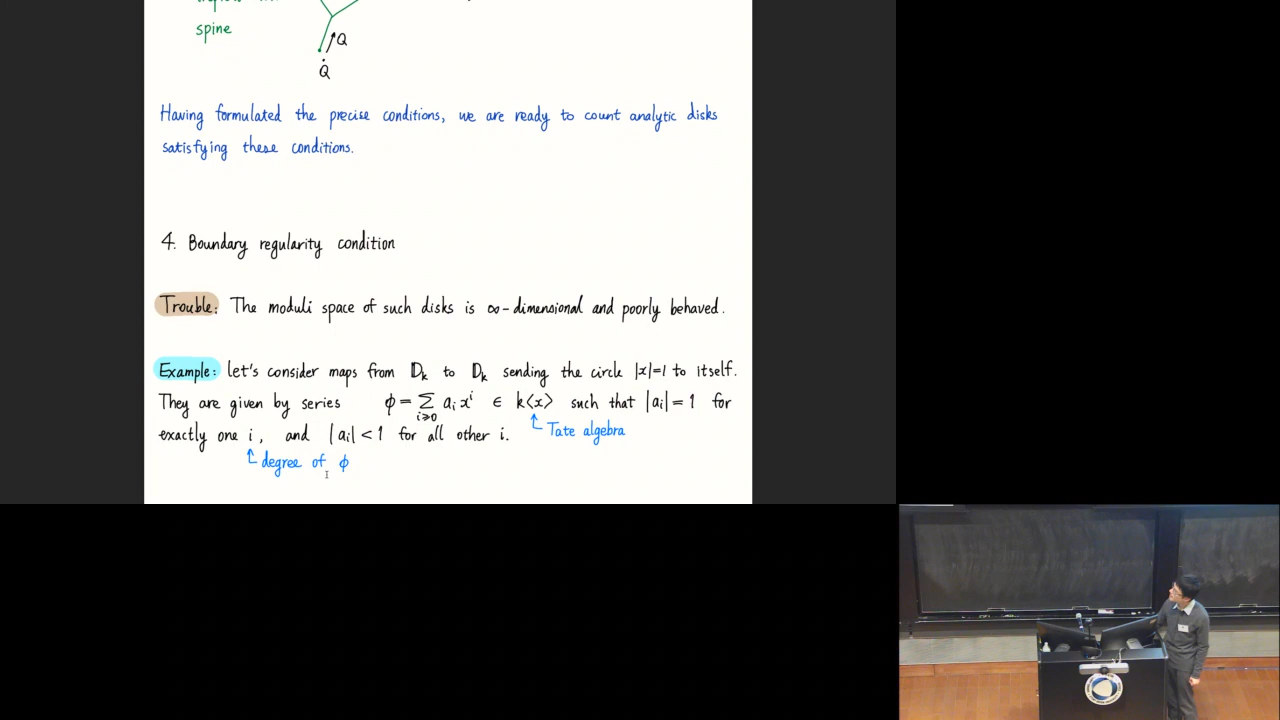 spine
Q
Q̇
Having formulated the precise conditions, we are ready to count analytic disks
satisfying these conditions.
4. Boundary regularity condition
Trouble: The moduli space of such disks is ∞-dimensional and poorly behaved.
Example: let's consider maps from 𝔻ₖ to 𝔻ₖ sending the circle |x|=1 to itself.
They are given by series ϕ = ∑_{i≥0} aᵢ xⁱ ∈ k⟨x⟩ such that |aᵢ| = 1 for
exactly one i, and |aᵢ| < 1 for all other i. ↑ Tate algebra
↑ degree of ϕ